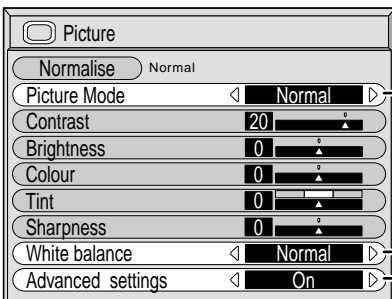 Picture
Normalise Normal
Picture Mode Normal
Contrast 20
Brightness 0
Colour 0
Tint 0
Sharpness 0
White balance Normal
Advanced settings On